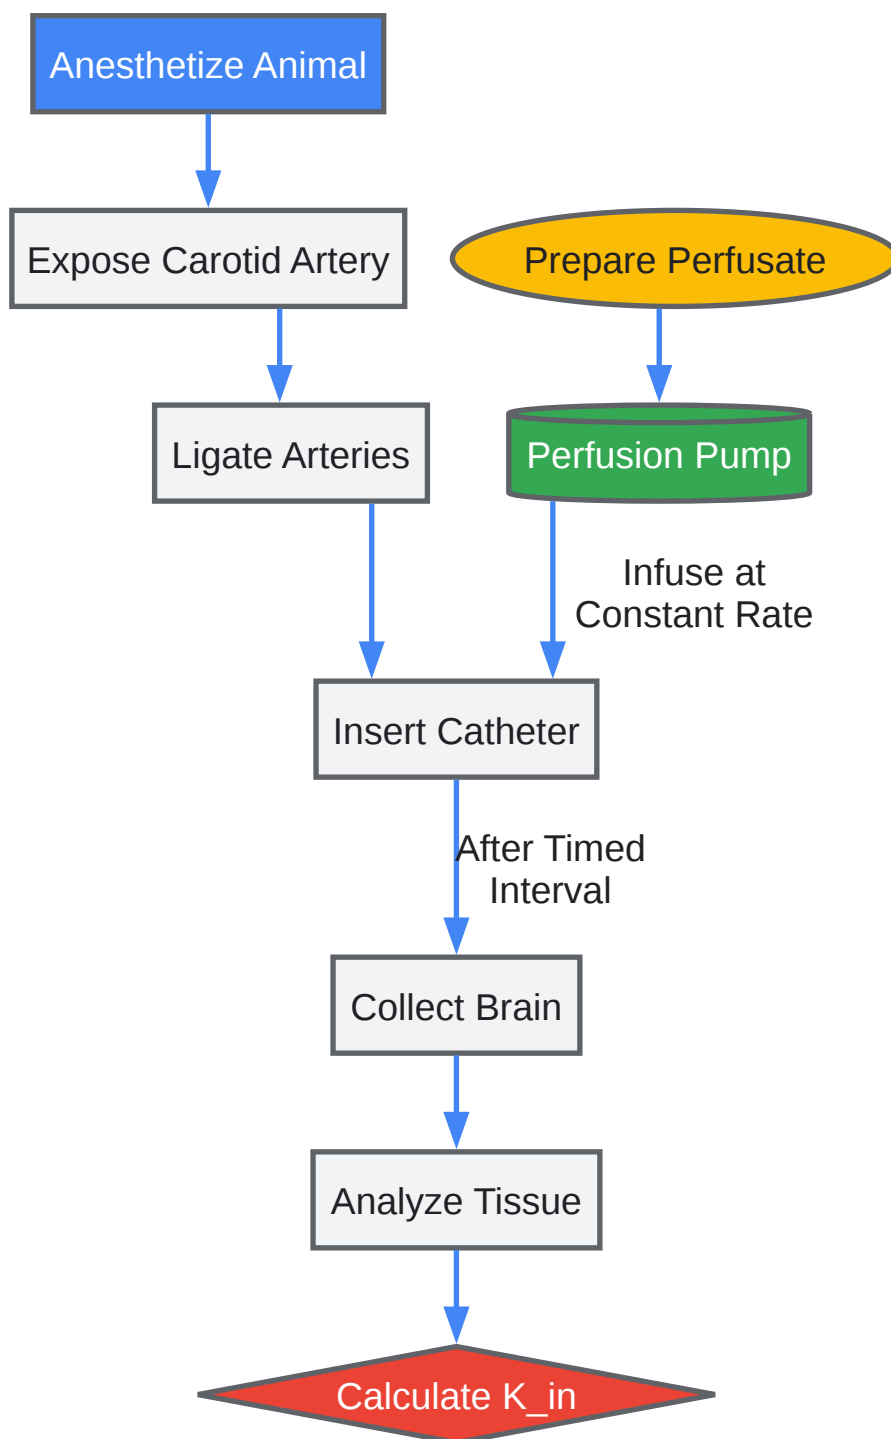 Anesthetize Animal
Expose Carotid Artery
Prepare Perfusate
Ligate Arteries
Perfusion Pump
Infuse at
Constant Rate
Insert Catheter
After Timed
Interval
Collect Brain
Analyze Tissue
Calculate K_in